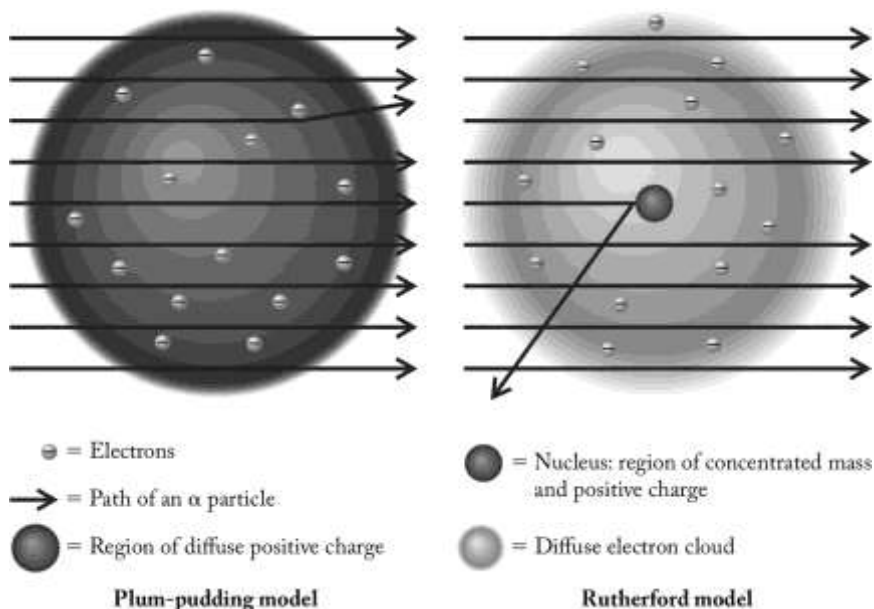 = Electrons
= Path of an α particle
= Region of diffuse positive charge
Plum-pudding model
= Nucleus: region of concentrated mass
and positive charge
= Diffuse electron cloud
Rutherford model